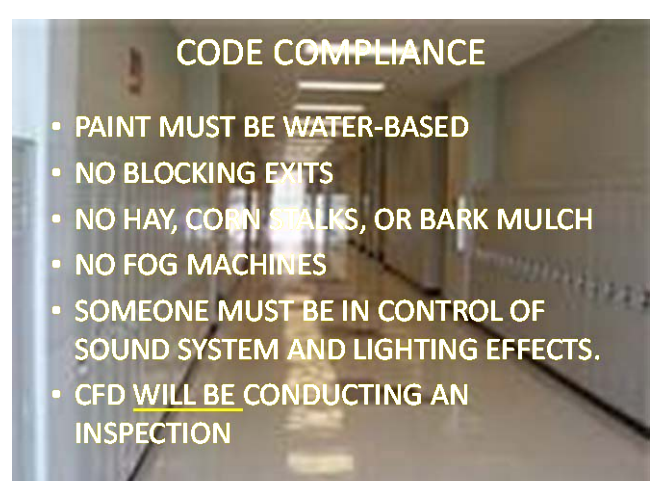 CODE COMPLIANCE
• PAINT MUST BE WATER-BASED
• NO BLOCKING EXITS
• NO HAY, CORN STALKS, OR BARK MULCH
• NO FOG MACHINES
• SOMEONE MUST BE IN CONTROL OF
SOUND SYSTEM AND LIGHTING EFFECTS.
• CFD WILL BE CONDUCTING AN
INSPECTION